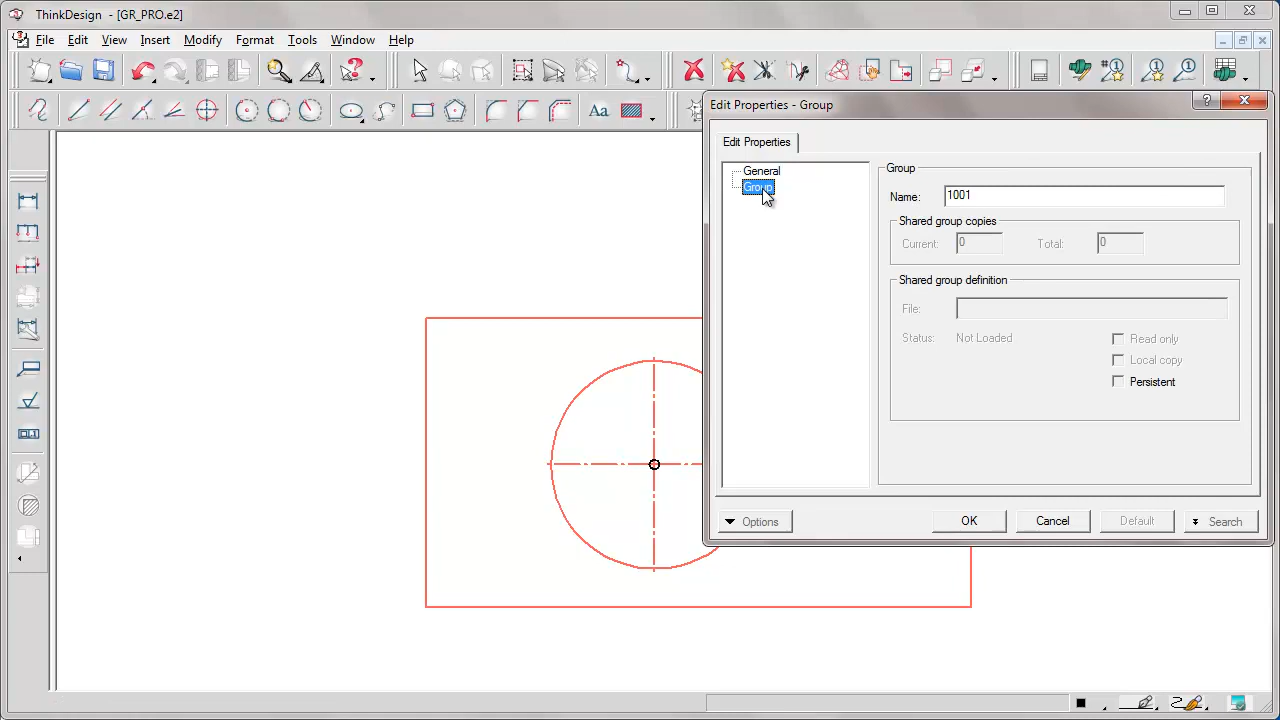 ThinkDesign - [GR_PRO.e2]
File Edit View Insert Modify Format Tools Window Help
Aa
Edit Properties - Group
Edit Properties
General
Group
Group
Name: 1001
Shared group copies
Current: 0 Total: 0
Shared group definition
File:
Status: Not Loaded
Read only
Local copy
Persistent
Options OK Cancel Default Search